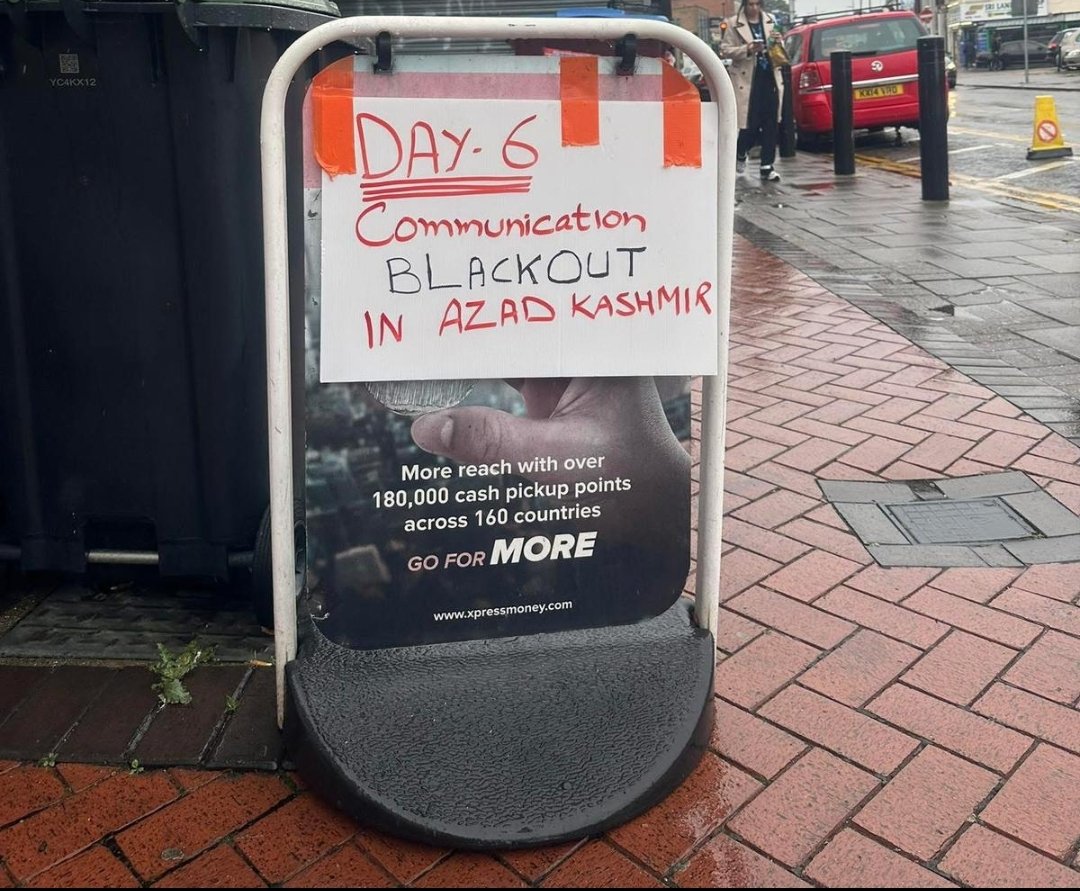 YC4KX12
DAY-6
Communication
BLACKOUT
IN AZAD KASHMIR
More reach with over
180,000 cash pickup points
across 160 countries
GO FOR MORE
www.xpressmoney.com